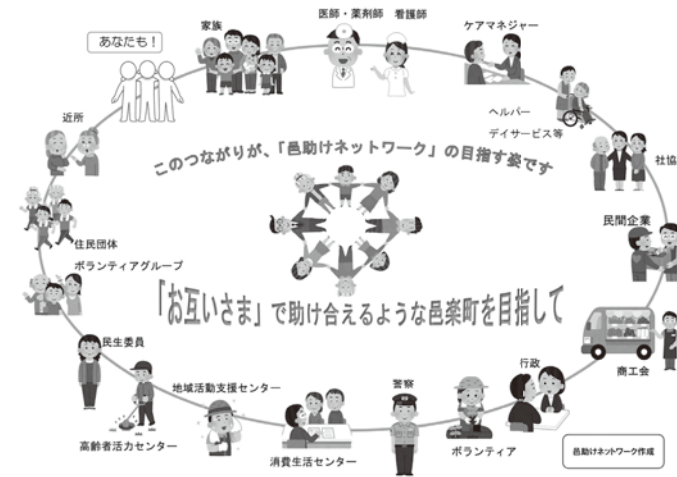 医師・薬剤師 看護師
家族
ケアマネジャー
あなたも！
近所
ヘルパー
デイサービス等
このつながりが、「邑助けネットワーク」の目指す姿です
社協
住民団体
民間企業
ボランティアグループ
「お互いさま」で助け合えるような邑楽町を目指して
民生委員
行政
商工会
地域活動支援センター
警察
高齢者活力センター
消費生活センター
ボランティア
邑助けネットワーク作成